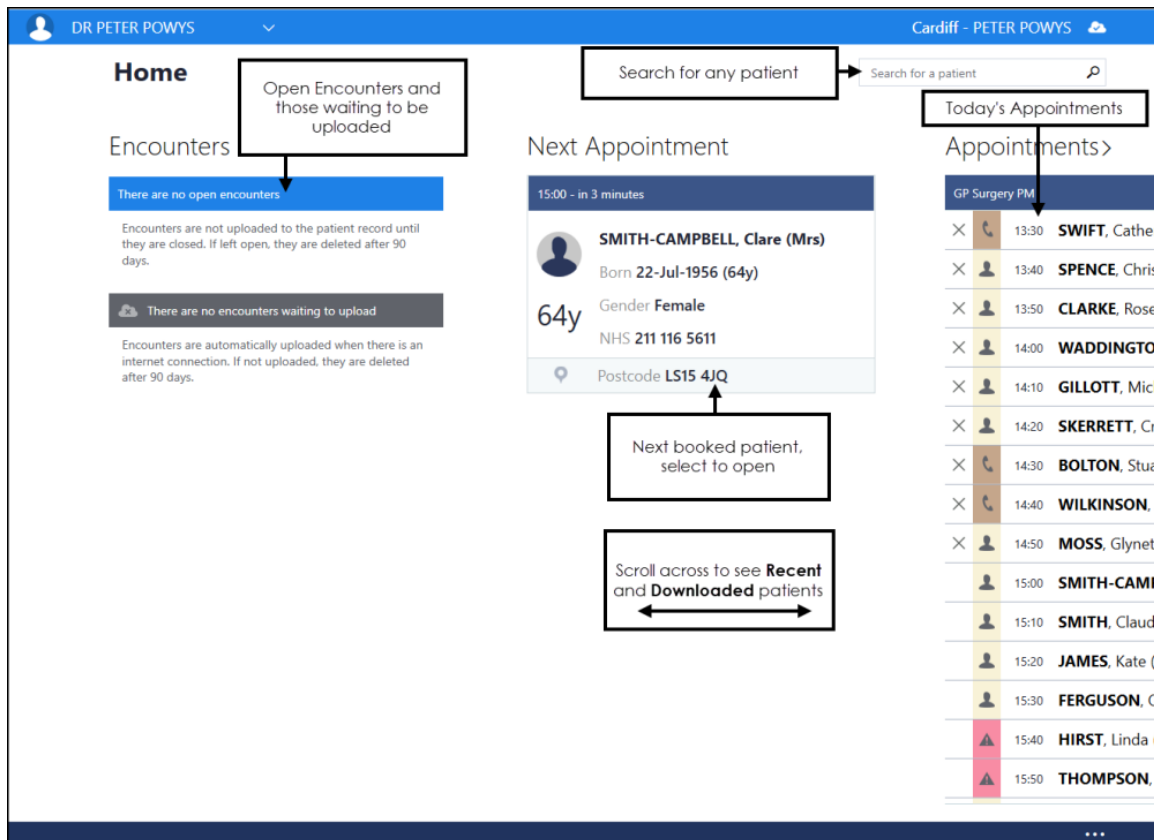 DR PETER POWYS
Cardiff - PETER POWYS
Home
Open Encounters and
those waiting to be
uploaded
Search for any patient
Search for a patient
Today's Appointments
Encounters
There are no open encounters
Encounters are not uploaded to the patient record until
they are closed. If left open, they are deleted after 90
days.
There are no encounters waiting to upload
Encounters are automatically uploaded when there is an
internet connection. If not uploaded, they are deleted
after 90 days.
Next Appointment
15:00 - in 3 minutes
SMITH-CAMPBELL, Clare (Mrs)
Born 22-Jul-1956 (64y)
64y
Gender Female
NHS 211 116 5611
Postcode LS15 4JQ
Next booked patient,
select to open
Scroll across to see Recent
and Downloaded patients
Appointments>
GP Surgery PM
13:30 SWIFT, Cathe
13:40 SPENCE, Chris
13:50 CLARKE, Rose
14:00 WADDINGTO
14:10 GILLOTT, Mic
14:20 SKERRETT, Cr
14:30 BOLTON, Stua
14:40 WILKINSON,
14:50 MOSS, Glynet
15:00 SMITH-CAMP
15:10 SMITH, Claud
15:20 JAMES, Kate (
15:30 FERGUSON,
15:40 HIRST, Linda
15:50 THOMPSON,
...